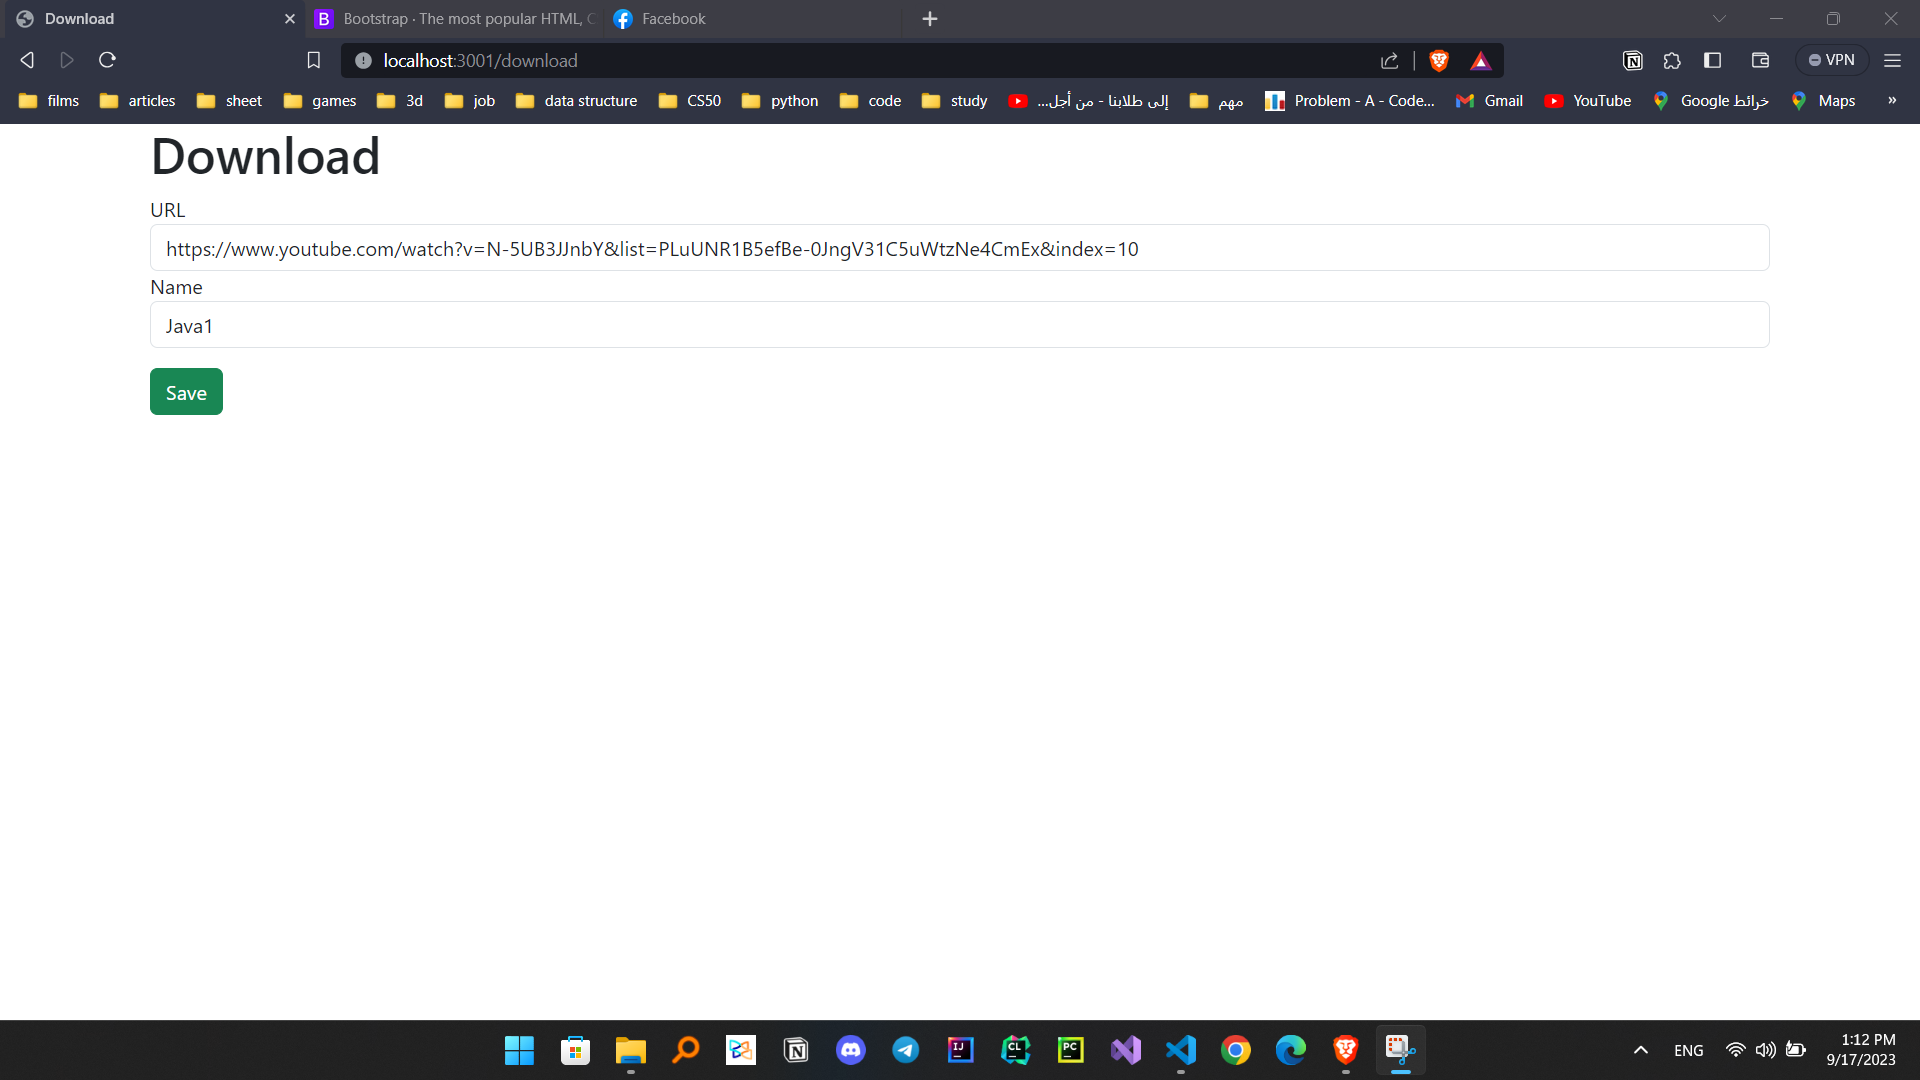 Download
Bootstrap · The most popular HTML, C
Facebook
localhost:3001/download
VPN
films
articles
sheet
games
3d
job
data structure
CS50
python
code
study
إلى طلابنا - من أجل...
مهم
Problem - A - Code...
Gmail
YouTube
خرائط Google
Maps
»
Download
URL
https://www.youtube.com/watch?v=N-5UB3JJnbY&list=PLuUNR1B5efBe-0JngV31C5uWtzNe4CmEx&index=10
Name
Java1
Save
ENG
1:12 PM
9/17/2023